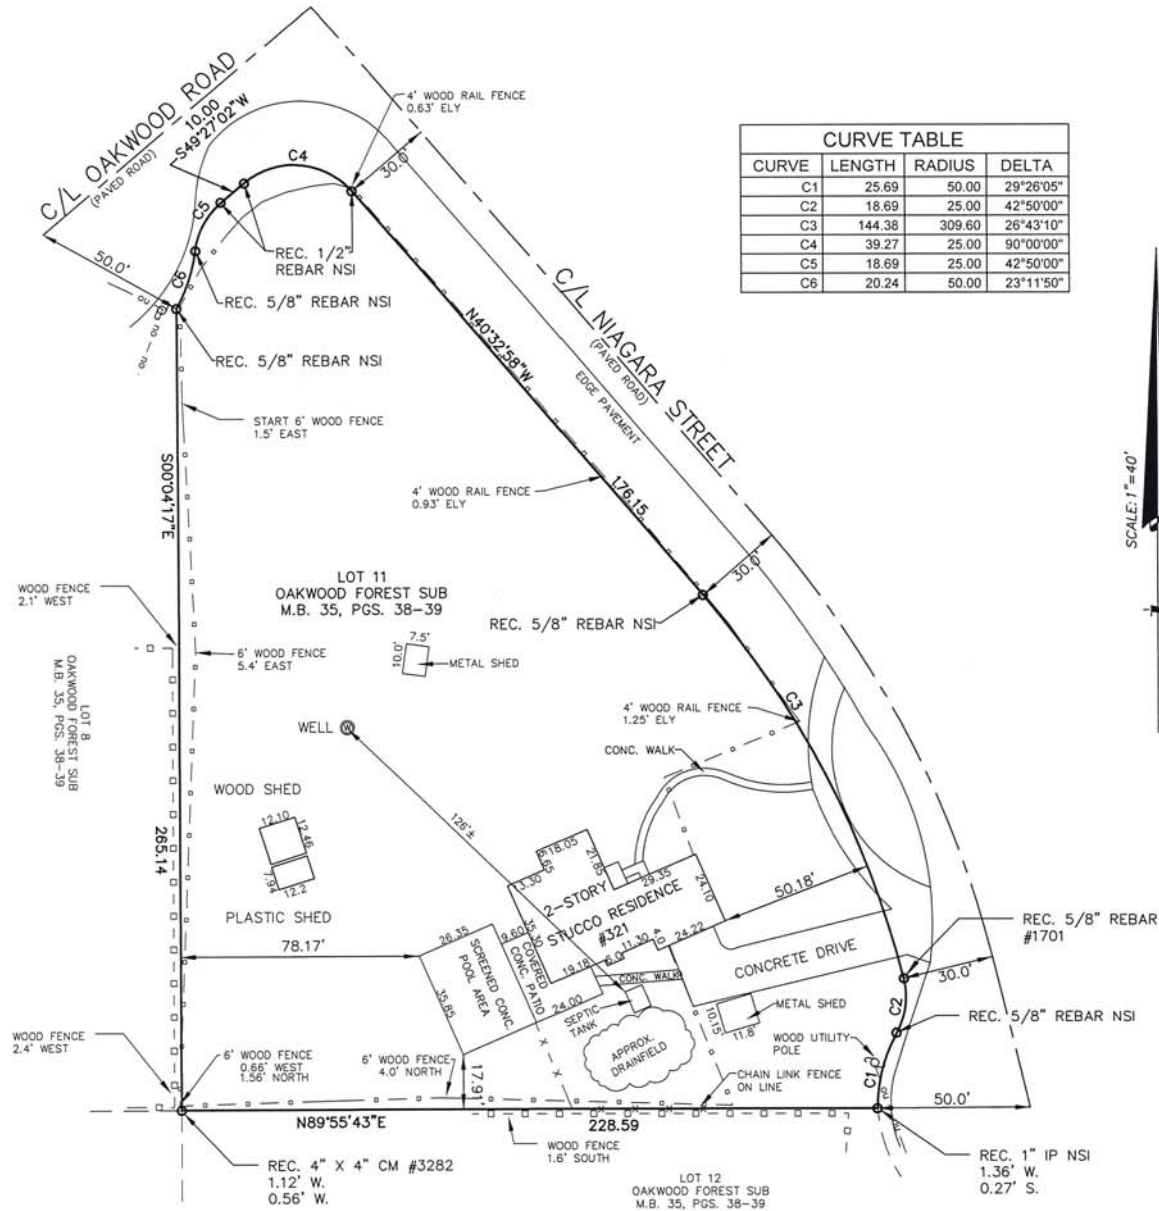 C/L OAKWOOD ROAD
(PAVED ROAD)
10.00
S49°27'02"W
C4
4' WOOD RAIL FENCE
0.63' ELY
30.0'
C5
C6
50.0'
OU
OU
OU
REC. 1/2"
REBAR NSI
REC. 5/8" REBAR NSI
REC. 5/8" REBAR NSI
CURVE TABLE
CURVE LENGTH RADIUS DELTA
C1 25.69 50.00 29°26'05"
C2 18.69 25.00 42°50'00"
C3 144.38 309.60 26°43'10"
C4 39.27 25.00 90°00'00"
C5 18.69 25.00 42°50'00"
C6 20.24 50.00 23°11'50"
C/L NIAGARA STREET
(PAVED ROAD)
EDGE PAVEMENT
N40°32'58"W
176.15
START 6' WOOD FENCE
1.5' EAST
S00°04'17"E
265.14
4' WOOD RAIL FENCE
0.93' ELY
SCALE: 1"=40'
30.0'
LOT 11
OAKWOOD FOREST SUB
M.B. 35, PGS. 38-39
WOOD FENCE
2.1' WEST
REC. 5/8" REBAR NSI
7.5'
10.0'
METAL SHED
6' WOOD FENCE
5.4' EAST
LOT 8
OAKWOOD FOREST SUB
M.B. 35, PGS. 38-39
C3
4' WOOD RAIL FENCE
1.25' ELY
WELL
W
CONC. WALK
WOOD SHED
12.10
12.46
7.94
12.2
PLASTIC SHED
126'±
18.05
9.65
21.85
13.30
29.35
24.10
2-STORY
STUCCO RESIDENCE
#321
50.18'
35.30
9.60
19.18
6.0
11.30
4.0
24.22
26.35
35.85
SCREENED CONC.
POOL AREA
COVERED
CONC. PATIO
24.00
78.17'
CONC. WALK
CONCRETE DRIVE
REC. 5/8" REBAR
#1701
30.0'
C2
REC. 5/8" REBAR NSI
SEPTIC
TANK
METAL SHED
10.15'
11.8'
WOOD UTILITY
POLE
APPROX.
DRAINFIELD
WOOD FENCE
2.4' WEST
6' WOOD FENCE
0.66' WEST
1.56' NORTH
6' WOOD FENCE
4.0' NORTH
17.91'
CHAIN LINK FENCE
ON LINE
C1
OU
OU
50.0'
N89°55'43"E
228.59
WOOD FENCE
1.6' SOUTH
REC. 4" X 4" CM #3282
1.12' W.
0.56' W.
REC. 1" IP NSI
1.36' W.
0.27' S.
LOT 12
OAKWOOD FOREST SUB
M.B. 35, PGS. 38-39